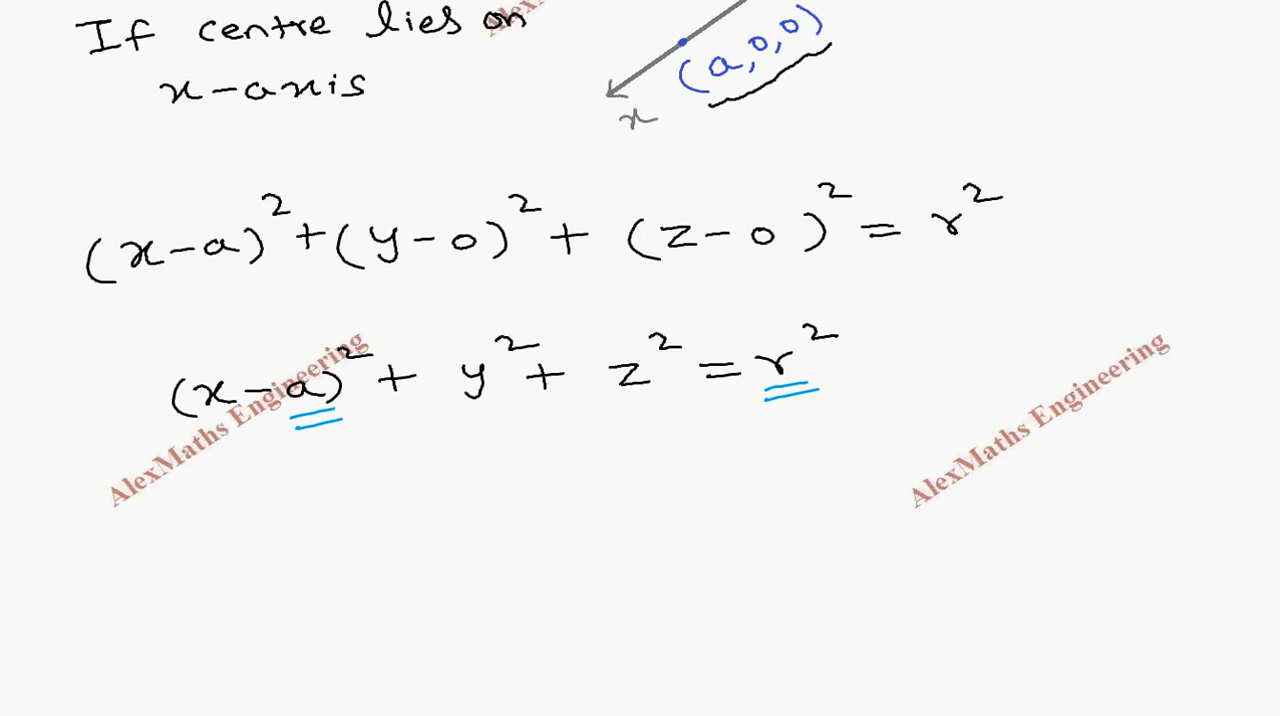 If centre lies on
x-axis
(a,0,0)
x
(x-a)²+(y-0)²+(z-0)²=r²
(x-a)²+y²+z²=r²
AlexMaths Engineering
AlexMaths Engineering